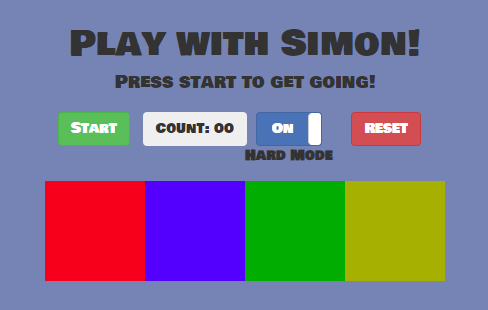 Play with Simon!
Press start to get going!
Start count: 00 ON Reset
Hard Mode